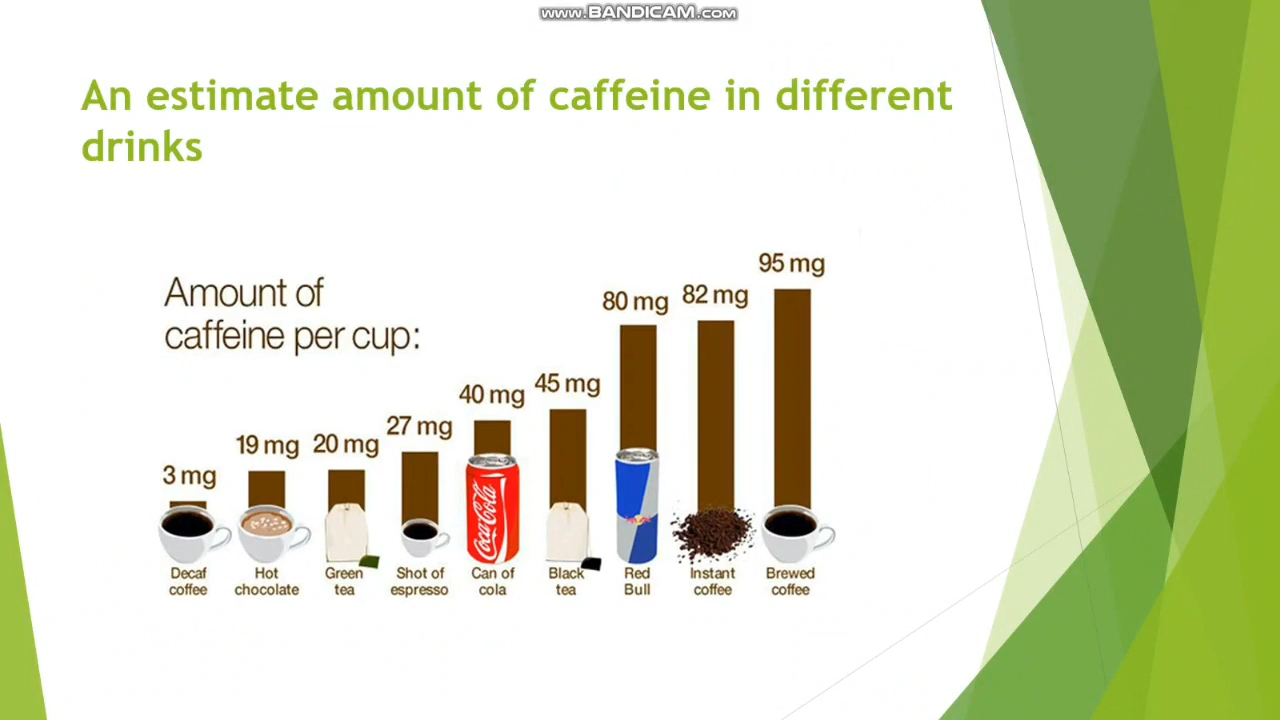 www.BANDICAM.com
An estimate amount of caffeine in different
drinks
Amount of
caffeine per cup:
3 mg
19 mg
20 mg
27 mg
40 mg
45 mg
80 mg
82 mg
95 mg
Coca-Cola
Decaf
coffee
Hot
chocolate
Green
tea
Shot of
espresso
Can of
cola
Black
tea
Red
Bull
Instant
coffee
Brewed
coffee